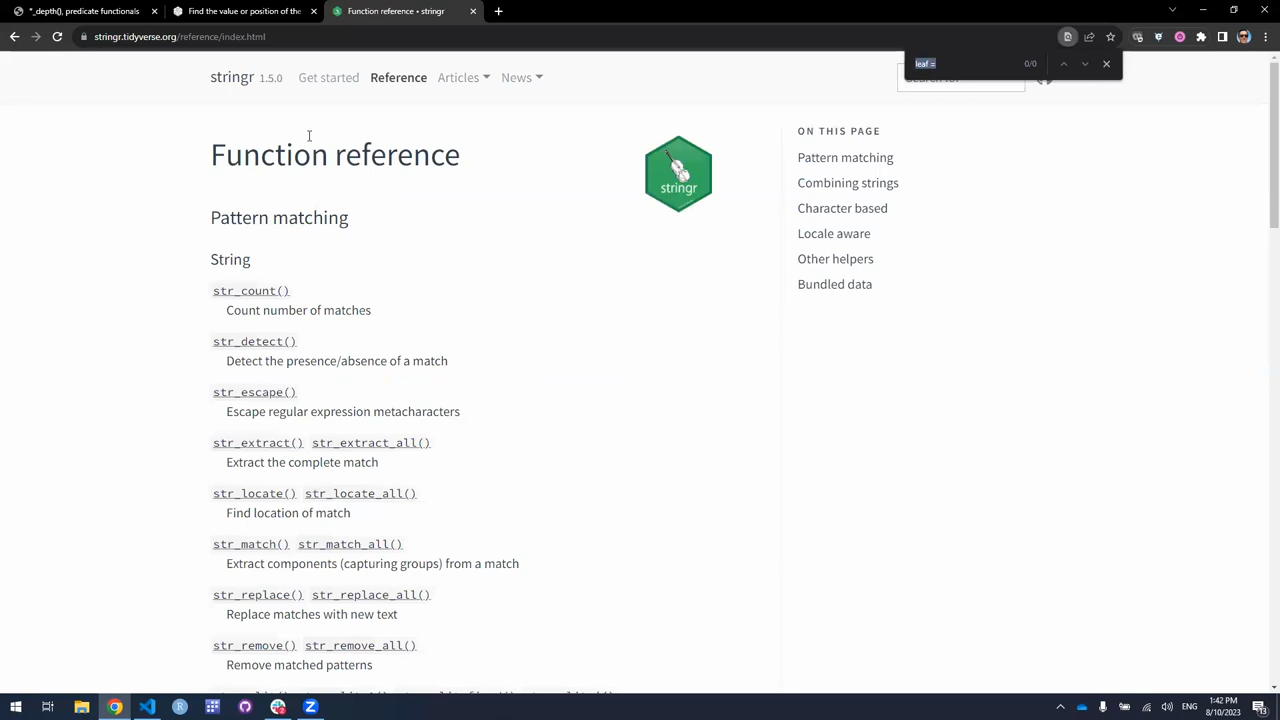 *_depth(), predicate functionals
Find the value or position of the
Function reference • stringr
stringr.tidyverse.org/reference/index.html
leaf =
0/0
stringr 1.5.0 Get started Reference Articles News
Function reference
stringr
Pattern matching
String
str_count()
Count number of matches
str_detect()
Detect the presence/absence of a match
str_escape()
Escape regular expression metacharacters
str_extract() str_extract_all()
Extract the complete match
str_locate() str_locate_all()
Find location of match
str_match() str_match_all()
Extract components (capturing groups) from a match
str_replace() str_replace_all()
Replace matches with new text
str_remove() str_remove_all()
Remove matched patterns
ON THIS PAGE
Pattern matching
Combining strings
Character based
Locale aware
Other helpers
Bundled data
ENG
1:42 PM
8/10/2023
13